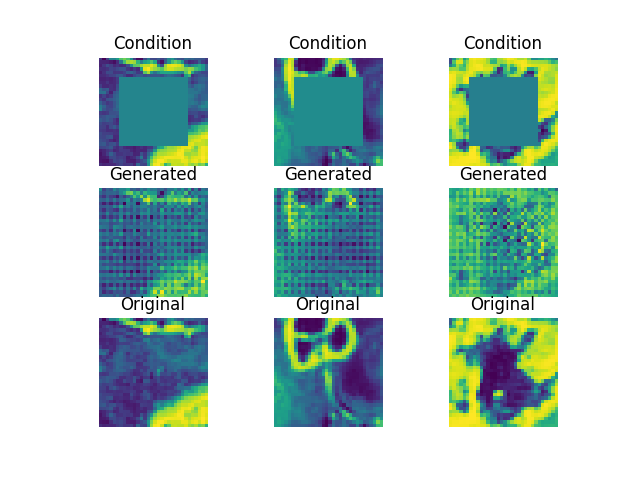 Condition Condition Condition
Generated Generated Generated
Original Original Original